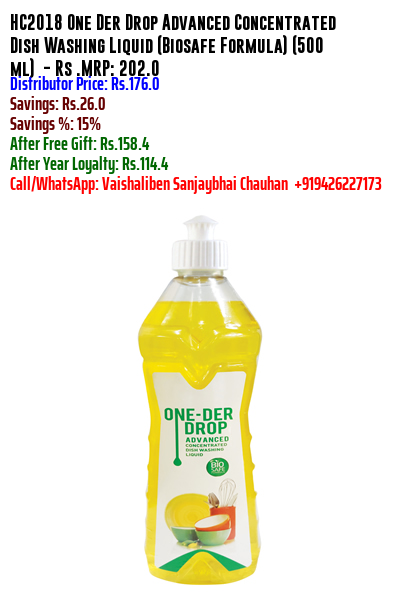 HC2018 One Der Drop Advanced Concentrated
Dish Washing Liquid (Biosafe Formula) (500
ml) - Rs .MRP: 202.0
Distributor Price: Rs.176.0
Savings: Rs.26.0
Savings %: 15%
After Free Gift: Rs.158.4
After Year Loyalty: Rs.114.4
Call/WhatsApp: Vaishaliben Sanjaybhai Chauhan +919426227173
ONE-DER
DROP
ADVANCED
CONCENTRATED
DISH WASHING
LIQUID
BIO
SAFE